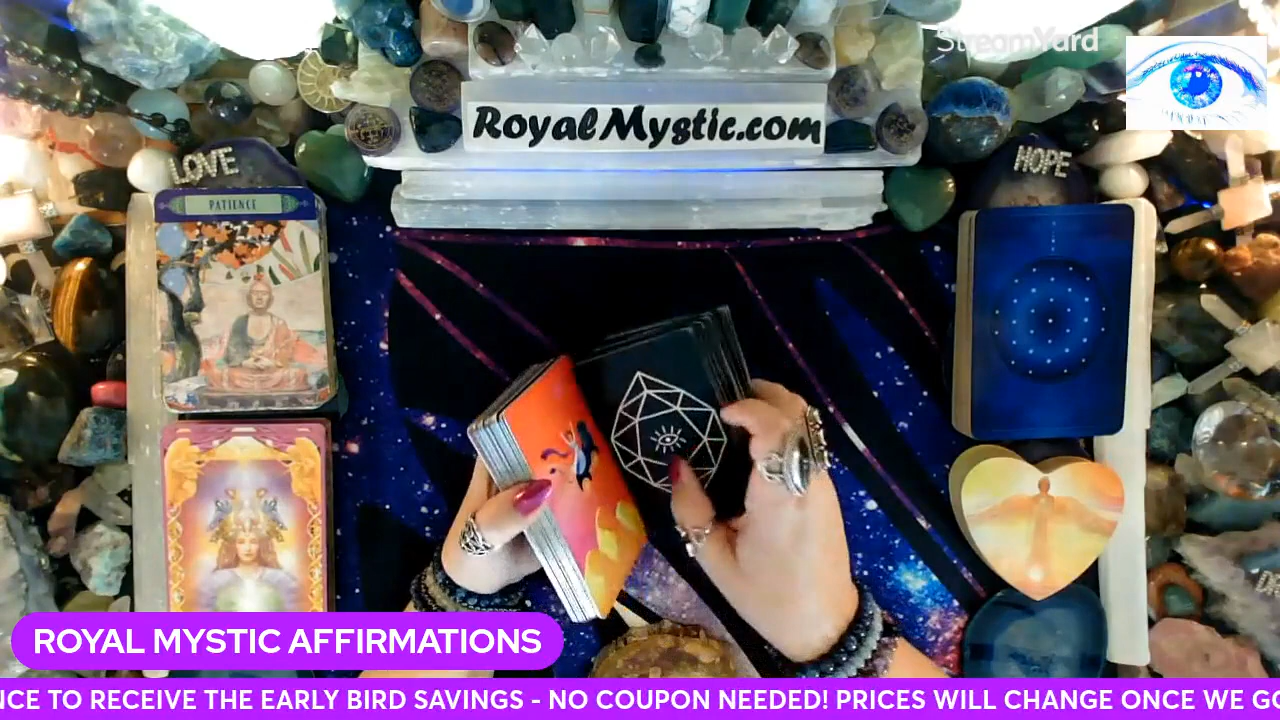 StreamYard
RoyalMystic.com
LOVE
HOPE
PATIENCE
ROYAL MYSTIC AFFIRMATIONS
NCE TO RECEIVE THE EARLY BIRD SAVINGS - NO COUPON NEEDED! PRICES WILL CHANGE ONCE WE GO